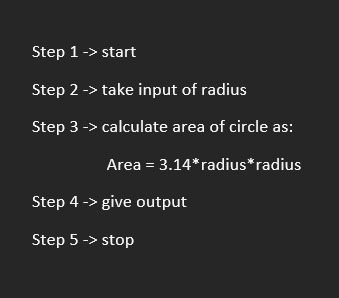 Step 1 -> start
Step 2 -> take input of radius
Step 3 -> calculate area of circle as:
Area = 3.14*radius*radius
Step 4 -> give output
Step 5 -> stop